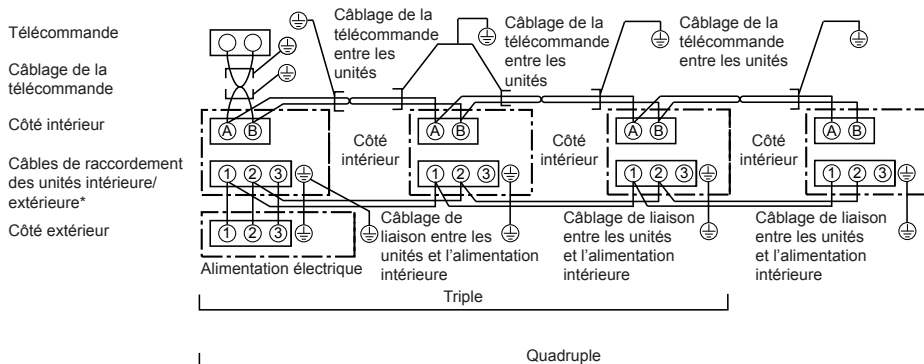 Télécommande
Câblage de la
télécommande
Câblage de la
télécommande
entre les
unités
Câblage de la
télécommande
entre les
unités
Câblage de la
télécommande
entre les unités
Côté intérieur
A B
A B
A B
A B
Côté
intérieur
Côté
intérieur
Côté
intérieur
Câbles de raccordement
des unités intérieure/
extérieure*
1 2 3
1 2 3
1 2 3
1 2 3
Côté extérieur
1 2 3
Alimentation électrique
Câblage de
liaison entre les
unités et l’alimentation
intérieure
Câblage de liaison
entre les unités
et l’alimentation
intérieure
Câblage de liaison
entre les unités
et l’alimentation
intérieure
Triple
Quadruple